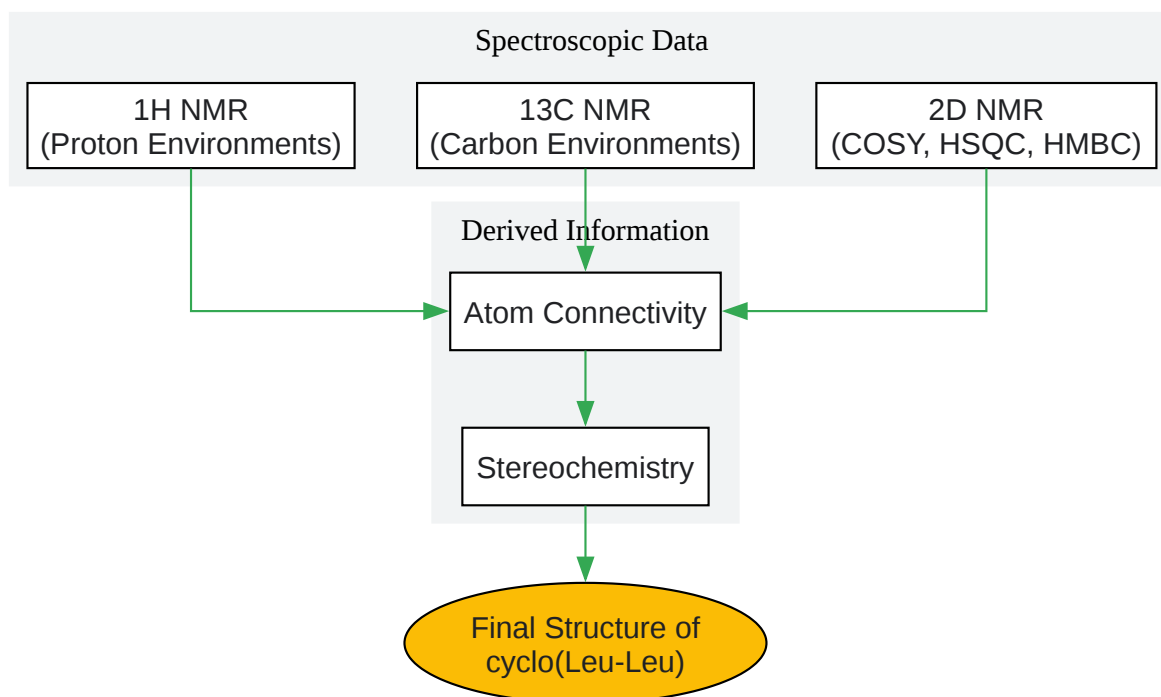 Spectroscopic Data
1H NMR
(Proton Environments)
13C NMR
(Carbon Environments)
2D NMR
(COSY, HSQC, HMBC)
Derived Information
Atom Connectivity
Stereochemistry
Final Structure of
cyclo(Leu-Leu)